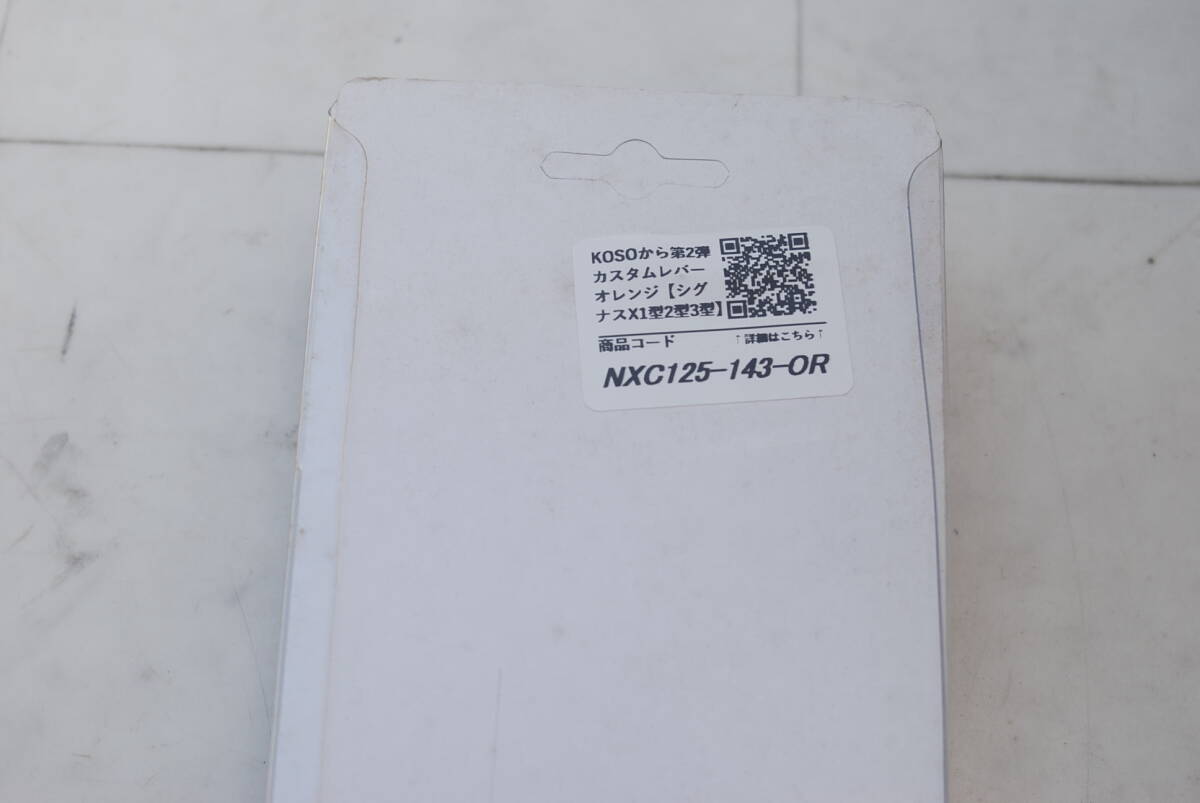 KOSOから第2弾
カスタムレバー
オレンジ【シグ
ナスX1型2型3型】
商品コード
↑詳細はこちら↑
NXC125-143-OR